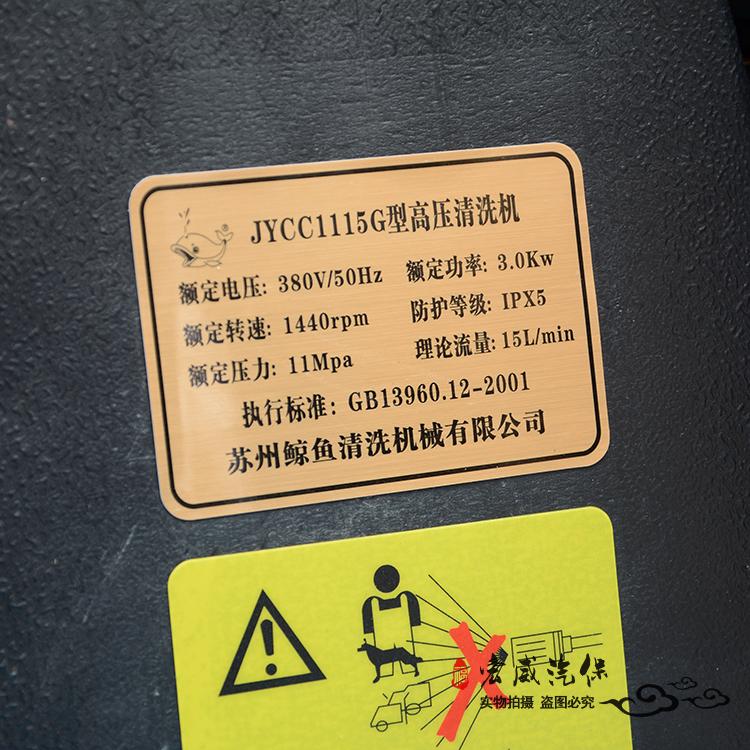 JYCC1115G型高压清洗机
额定电压: 380V/50Hz 额定功率: 3.0Kw
额定转速: 1440rpm 防护等级: IPX5
额定压力: 11Mpa 理论流量: 15L/min
执行标准: GB13960.12-2001
苏州鲸鱼清洗机械有限公司
宏威汽保
实物拍摄 盗图必究